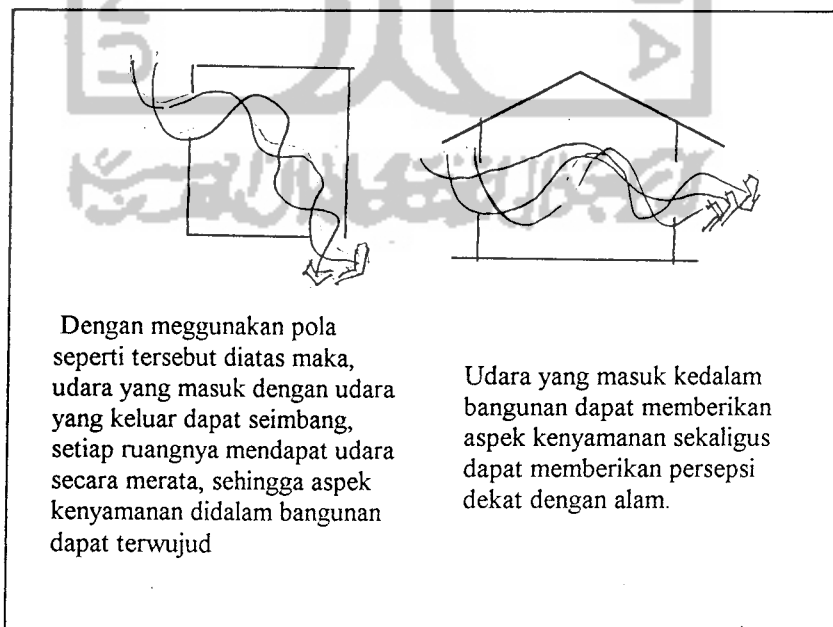 Dengan meggunakan pola
seperti tersebut diatas maka,
udara yang masuk dengan udara
yang keluar dapat seimbang,
setiap ruangnya mendapat udara
secara merata, sehingga aspek
kenyamanan didalam bangunan
dapat terwujud
Udara yang masuk kedalam
bangunan dapat memberikan
aspek kenyamanan sekaligus
dapat memberikan persepsi
dekat dengan alam.